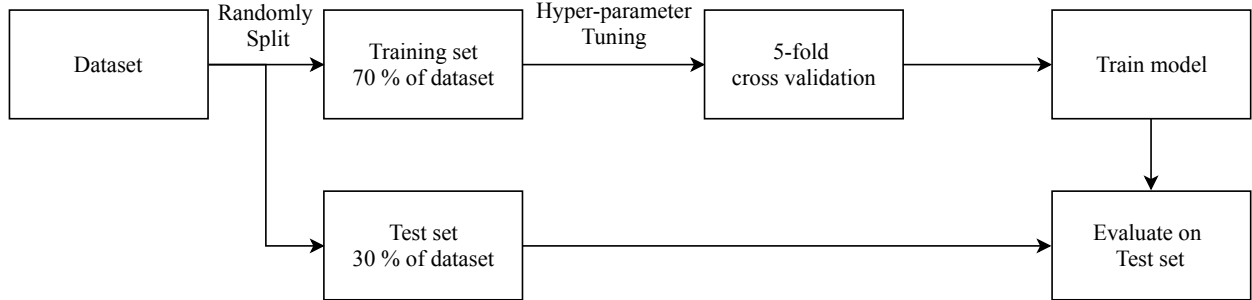 Randomly
Split
Hyper-parameter
Tuning
Dataset
Training set
70 % of dataset
5-fold
cross validation
Train model
Test set
30 % of dataset
Evaluate on
Test set